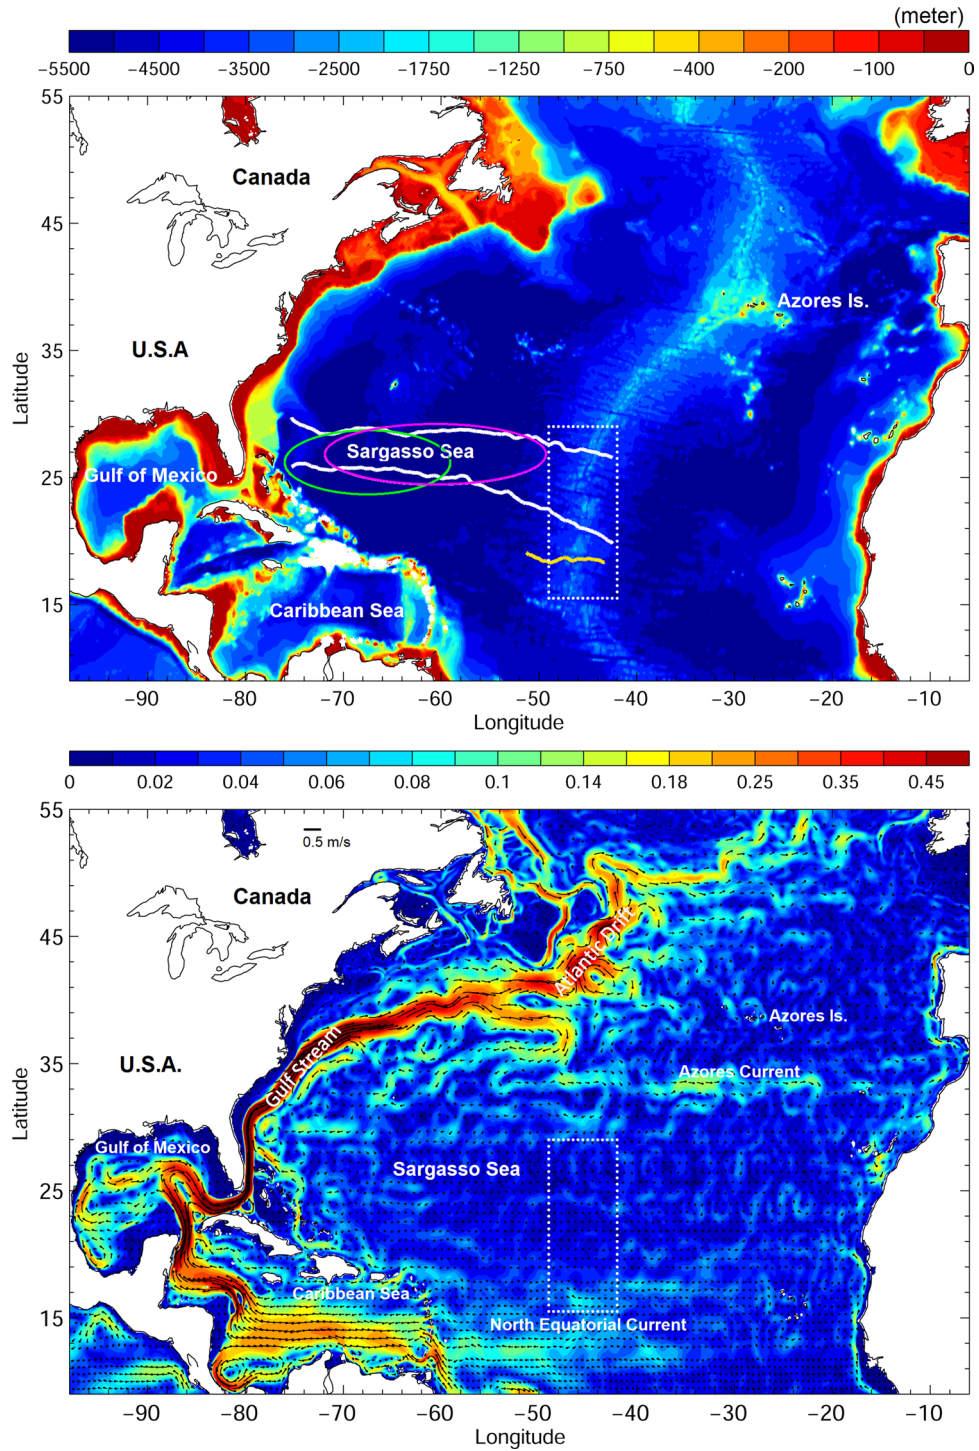 (meter)
−5500 −4500 −3500 −2500 −1750 −1250 −750 −400 −200 −100 0
55
Canada
45
Azores Is.
Latitude
35
U.S.A
Sargasso Sea
25
Gulf of Mexico
15
Caribbean Sea
−90 −80 −70 −60 −50 −40 −30 −20 −10
Longitude
0 0.02 0.04 0.06 0.08 0.1 0.14 0.18 0.25 0.35 0.45
55
0.5 m/s
Canada
45
Atlantic Drift
Azores Is.
Latitude
35
U.S.A.
Gulf Stream
Azores Current
Gulf of Mexico
Sargasso Sea
25
Caribbean Sea
15
North Equatorial Current
−90 −80 −70 −60 −50 −40 −30 −20 −10
Longitude